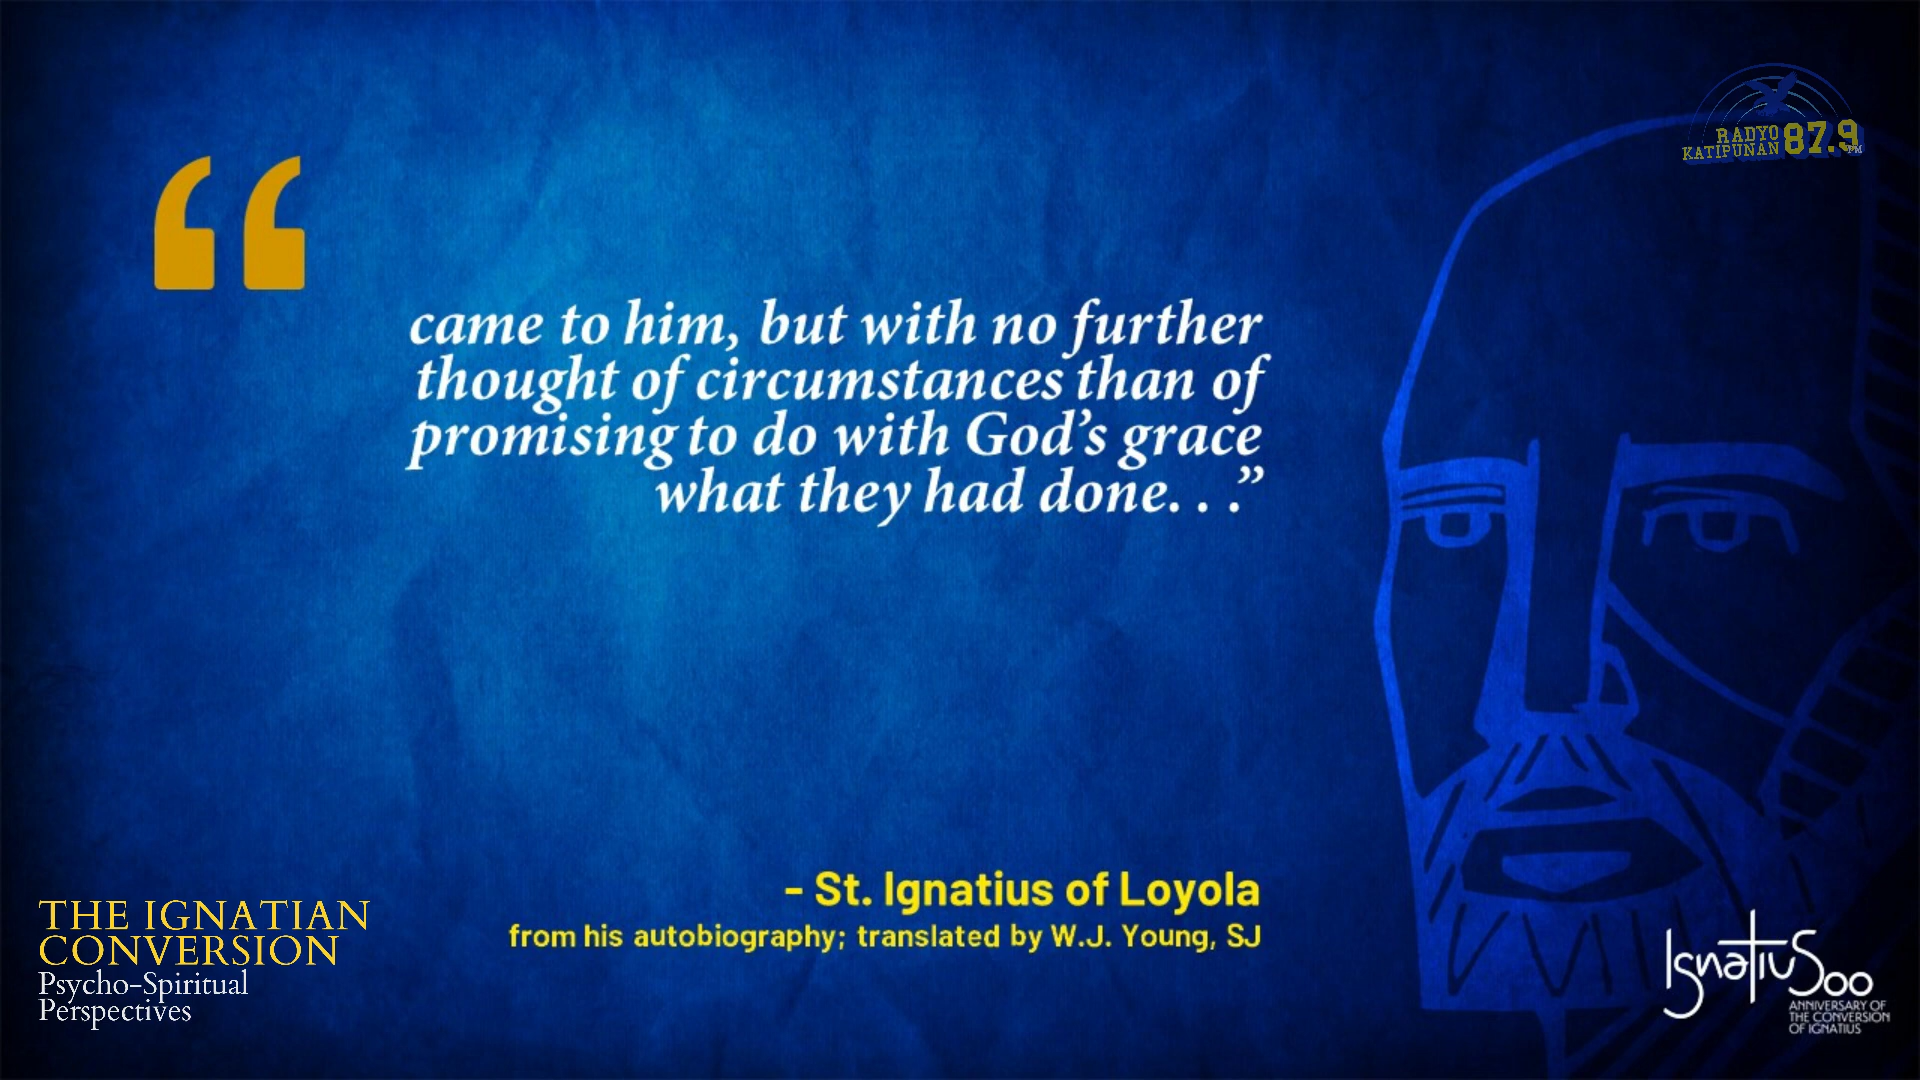 RADYO
KATIPUNAN 87.9 FM
“
came to him, but with no further
thought of circumstances than of
promising to do with God’s grace
what they had done. . .”
– St. Ignatius of Loyola
from his autobiography; translated by W.J. Young, SJ
THE IGNATIAN
CONVERSION
Psycho-Spiritual
Perspectives
IgnatiuS00
ANNIVERSARY OF
THE CONVERSION
OF IGNATIUS